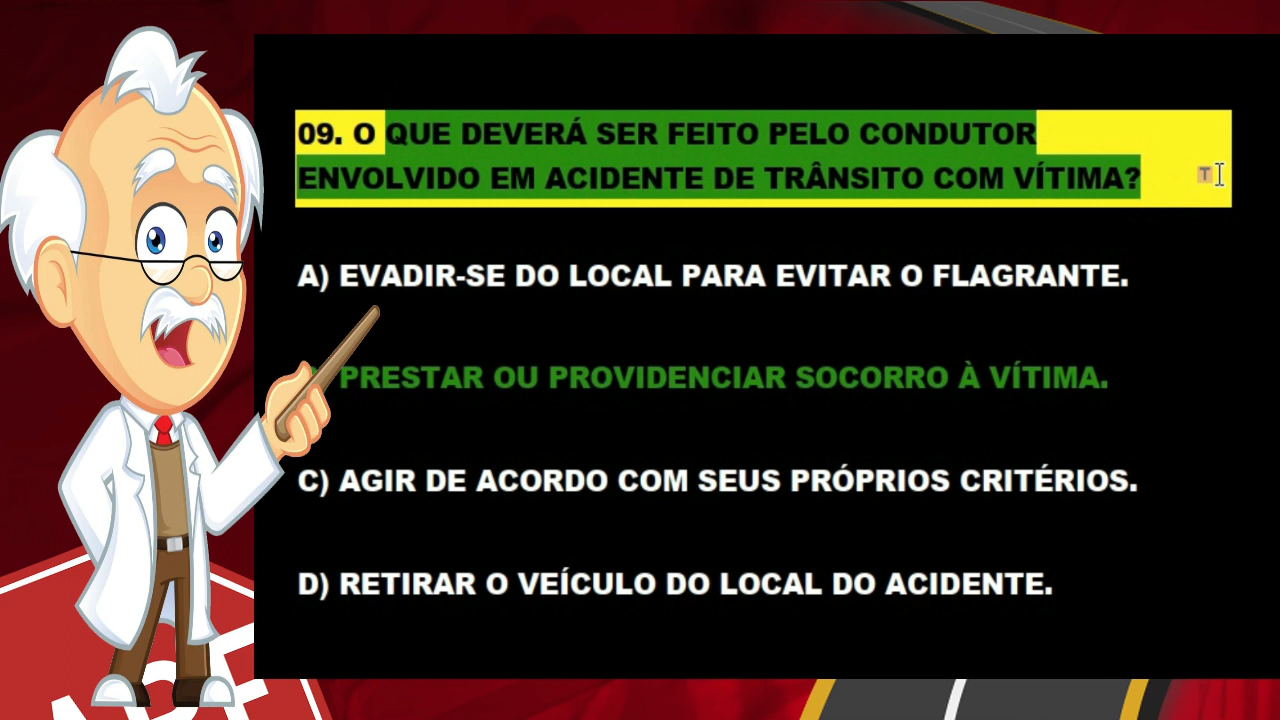 09. O QUE DEVERÁ SER FEITO PELO CONDUTOR
ENVOLVIDO EM ACIDENTE DE TRÂNSITO COM VÍTIMA?
T
A) EVADIR-SE DO LOCAL PARA EVITAR O FLAGRANTE.
PRESTAR OU PROVIDENCIAR SOCORRO À VÍTIMA.
C) AGIR DE ACORDO COM SEUS PRÓPRIOS CRITÉRIOS.
D) RETIRAR O VEÍCULO DO LOCAL DO ACIDENTE.